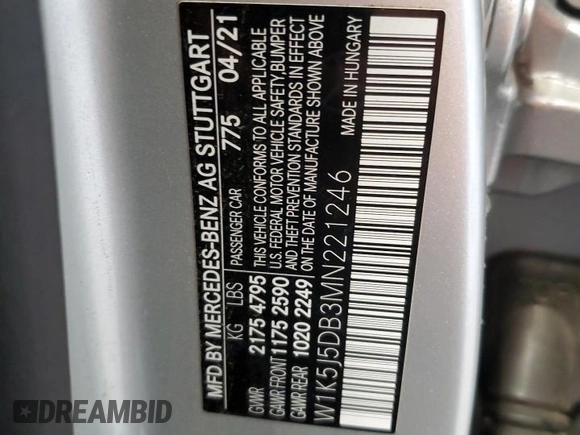 MFD BY MERCEDES-BENZ AG STUTTGART
PASSENGER CAR 775 04/21
KG LBS
GVWR 2175 4795
GWR FRONT 1175 2590
GWR REAR 1020 2249
THIS VEHICLE CONFORMS TO ALL APPLICABLE
U.S. FEDERAL MOTOR VEHICLE SAFETY,BUMPER
AND THEFT PREVENTION STANDARDS IN EFFECT
ON THE DATE OF MANUFACTURE SHOWN ABOVE
W1K5J5DB3MN221246 MADE IN HUNGARY
DREAMBID